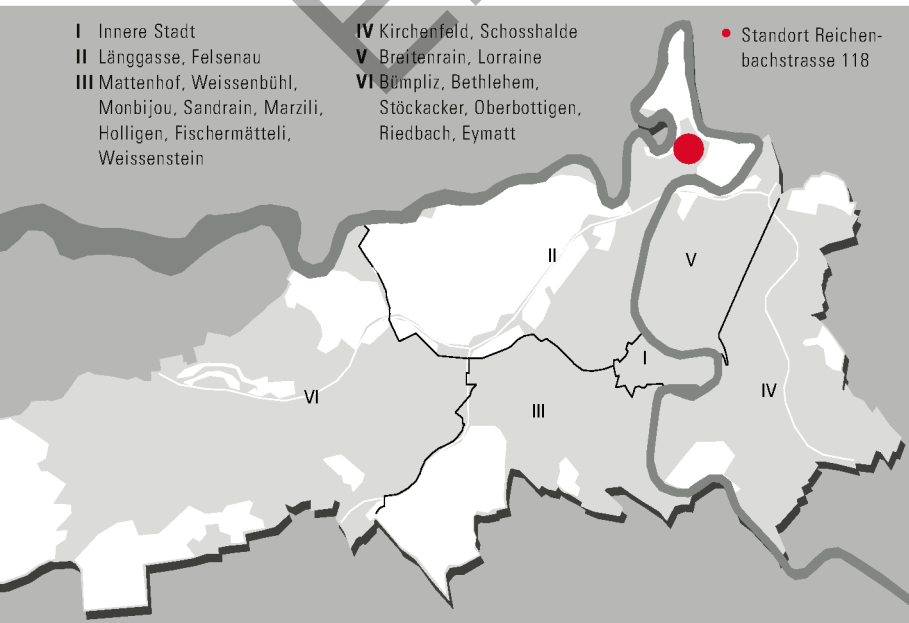 I Innere Stadt
II Länggasse, Felsenau
III Mattenhof, Weissenbühl,
Monbijou, Sandrain, Marzili,
Holligen, Fischermätteli,
Weissenstein
IV Kirchenfeld, Schosshalde
V Breitenrain, Lorraine
VI Bümpliz, Bethlehem,
Stöckacker, Oberbottigen,
Riedbach, Eymatt
Standort Reichen-
bachstrasse 118
II
V
I
VI
III
IV